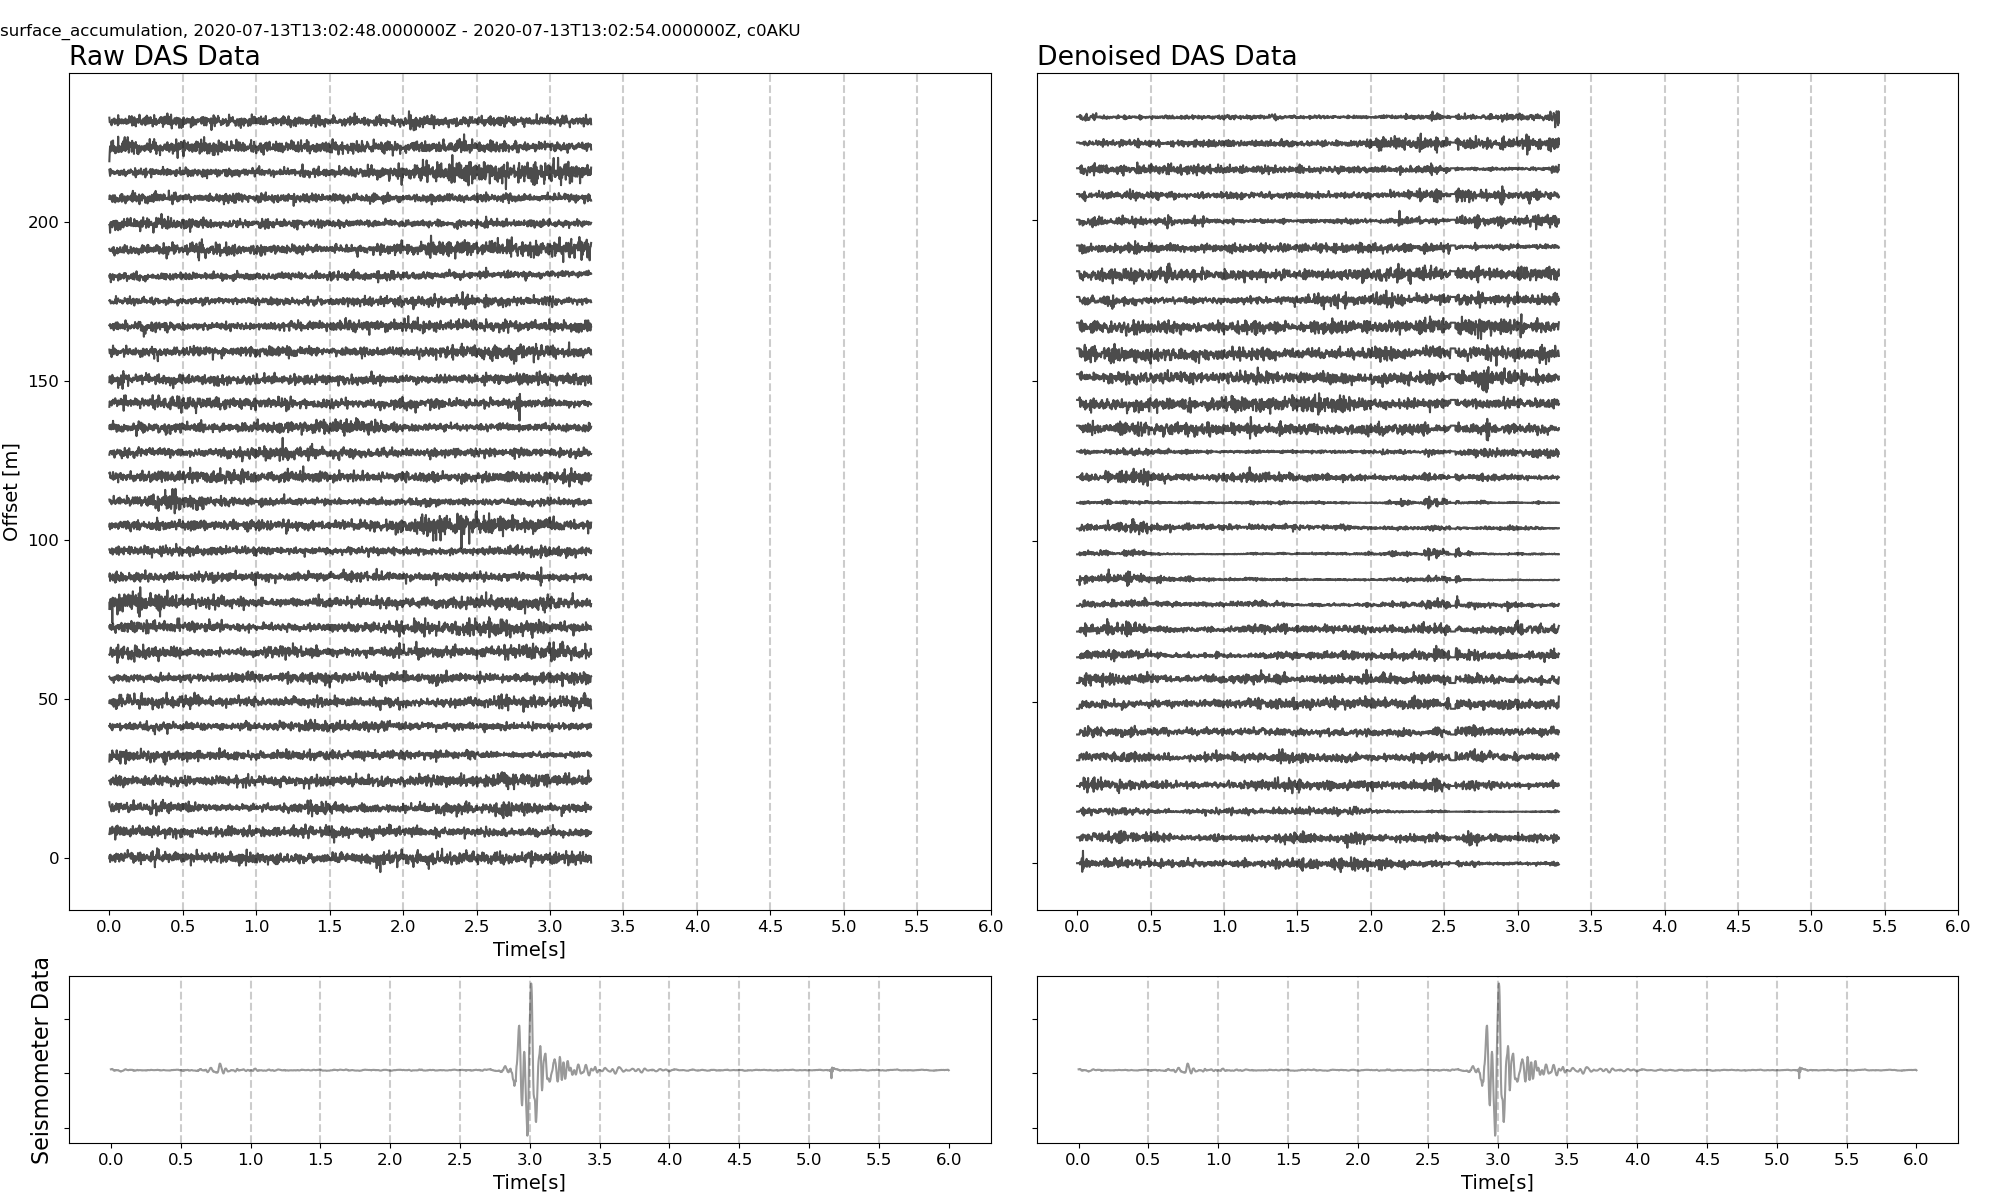 surface_accumulation, 2020-07-13T13:02:48.000000Z - 2020-07-13T13:02:54.000000Z, c0AKU
Raw DAS Data
Denoised DAS Data
Offset [m]
200
150
100
50
0
0.0 0.5 1.0 1.5 2.0 2.5 3.0 3.5 4.0 4.5 5.0 5.5 6.0
Time[s]
0.0 0.5 1.0 1.5 2.0 2.5 3.0 3.5 4.0 4.5 5.0 5.5 6.0
Seismometer Data
0.0 0.5 1.0 1.5 2.0 2.5 3.0 3.5 4.0 4.5 5.0 5.5 6.0
Time[s]
0.0 0.5 1.0 1.5 2.0 2.5 3.0 3.5 4.0 4.5 5.0 5.5 6.0
Time[s]